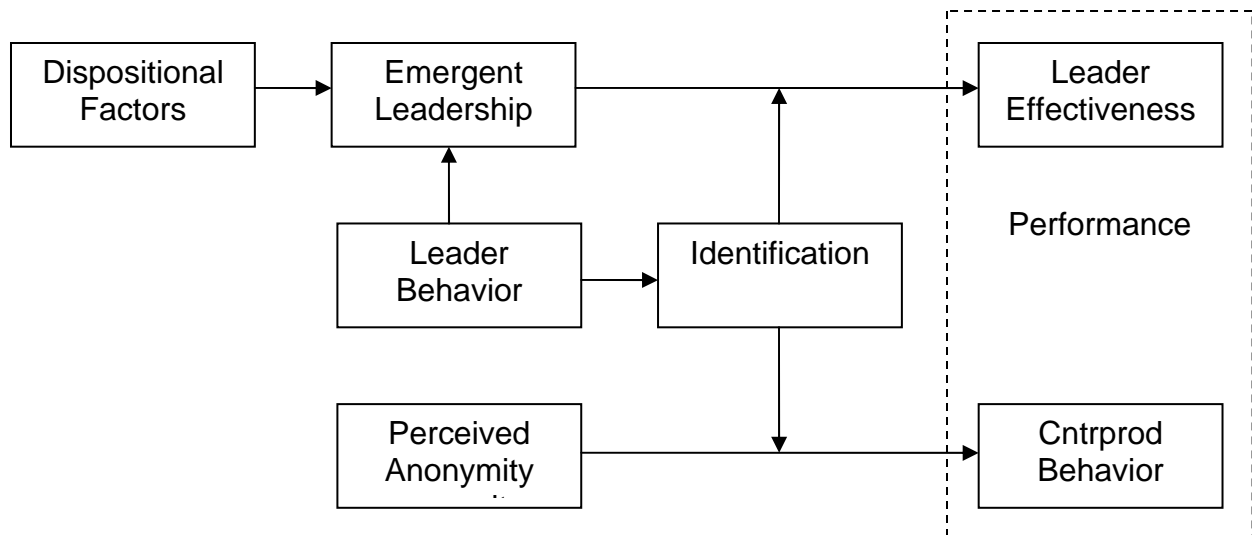 Dispositional
Factors
Emergent
Leadership
Leader
Effectiveness
Leader
Behavior
Identification
Performance
Perceived
Anonymity
Cntrprod
Behavior